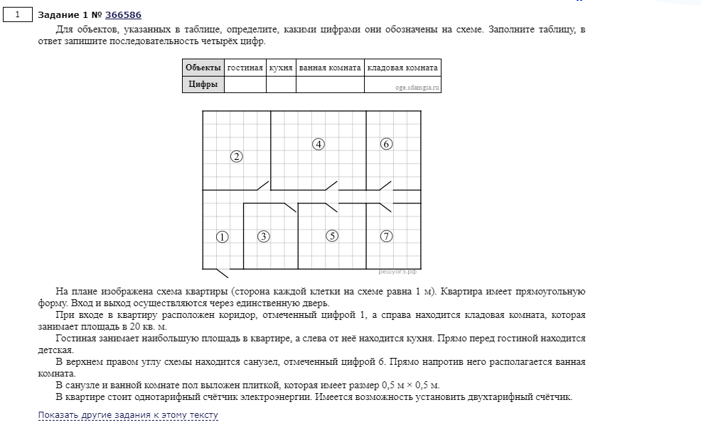 1
Задание 1 № 366586
Для объектов, указанных в таблице, определите, какими цифрами они обозначены на схеме. Заполните таблицу, в
ответ запишите последовательность четырёх цифр.
Объекты гостиная кухня ванная комната кладовая комната
Цифры
oge.sdamgia.ru
4
6
2
1
3
5
7
решуогэ.рф
На плане изображена схема квартиры (сторона каждой клетки на схеме равна 1 м). Квартира имеет прямоугольную
форму. Вход и выход осуществляются через единственную дверь.
При входе в квартиру расположен коридор, отмеченный цифрой 1, а справа находится кладовая комната, которая
занимает площадь в 20 кв. м.
Гостиная занимает наибольшую площадь в квартире, а слева от неё находится кухня. Прямо перед гостиной находится
детская.
В верхнем правом углу схемы находится санузел, отмеченный цифрой 6. Прямо напротив него располагается ванная
комната.
В санузле и ванной комнате пол выложен плиткой, которая имеет размер 0,5 м × 0,5 м.
В квартире стоит однотарифный счётчик электроэнергии. Имеется возможность установить двухтарифный счётчик.
Показать другие задания к этому тексту